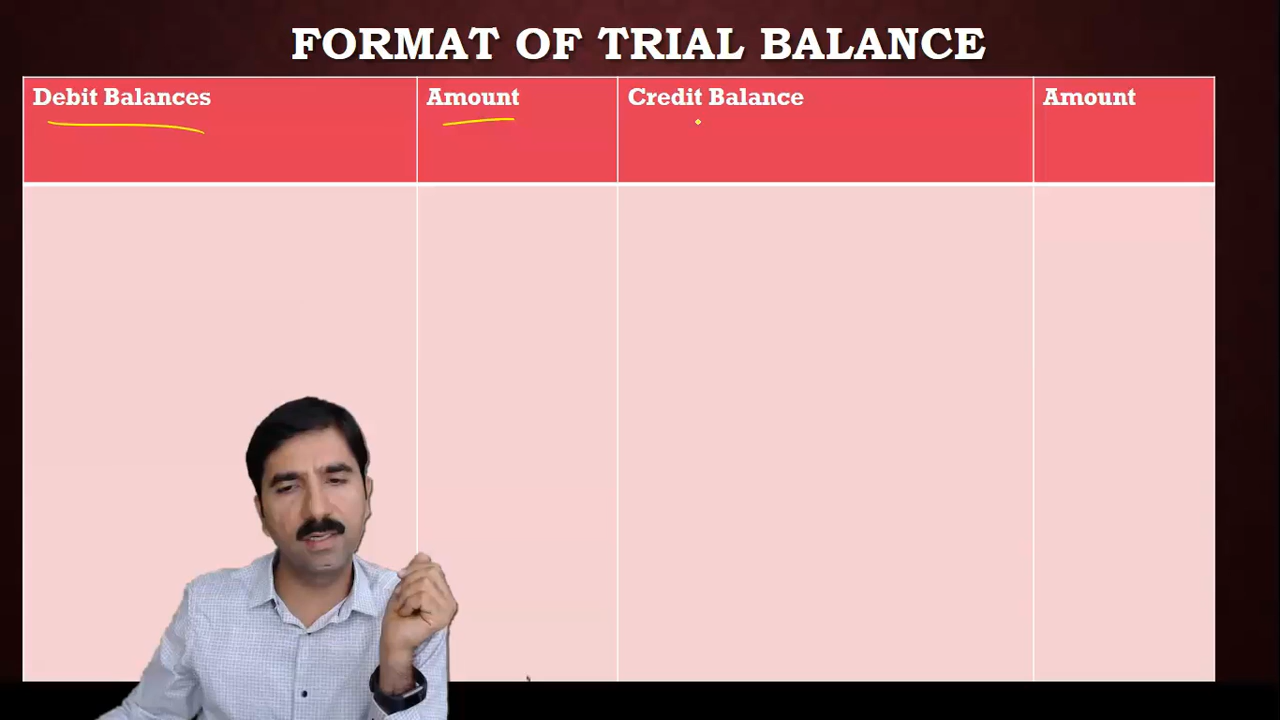 FORMAT OF TRIAL BALANCE
Debit Balances
Amount
Credit Balance
Amount